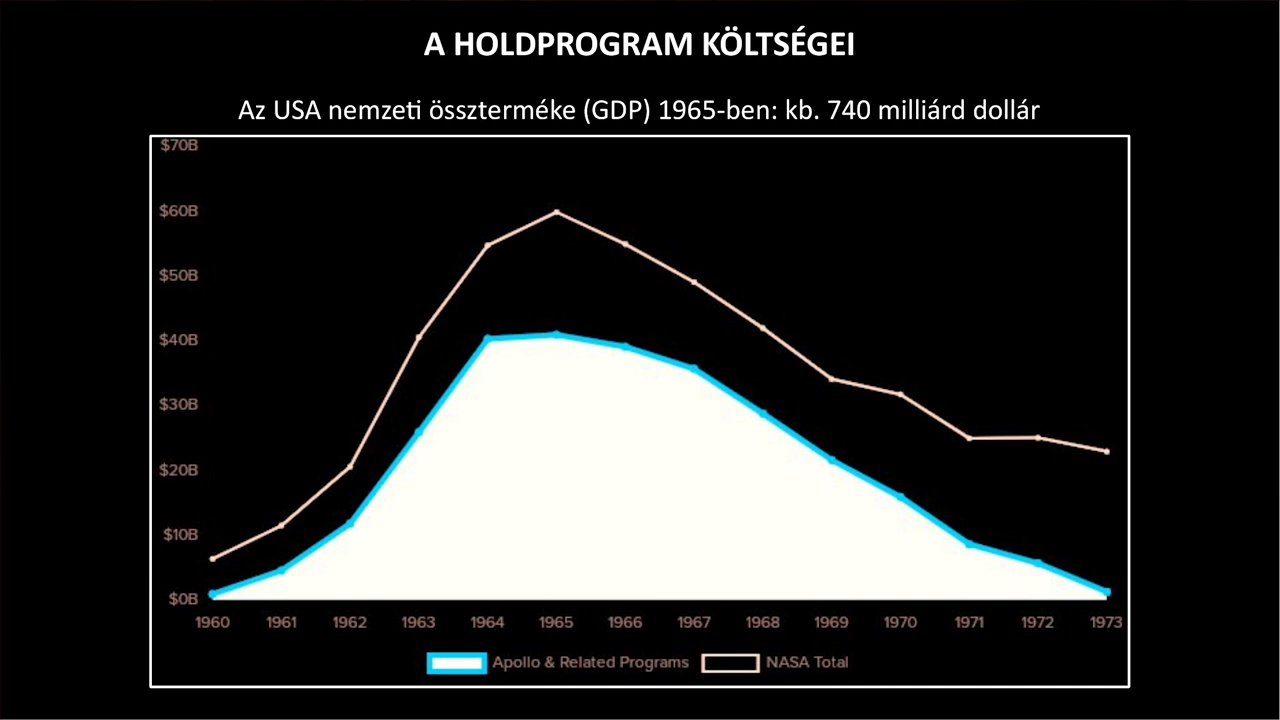 A HOLDPROGRAM KÖLTSÉGEI
Az USA nemzeti összterméke (GDP) 1965-ben: kb. 740 milliárd dollár
$70B
$60B
$50B
$40B
$30B
$20B
$10B
$0B
1960 1961 1962 1963 1964 1965 1966 1967 1968 1969 1970 1971 1972 1973
Apollo & Related Programs NASA Total